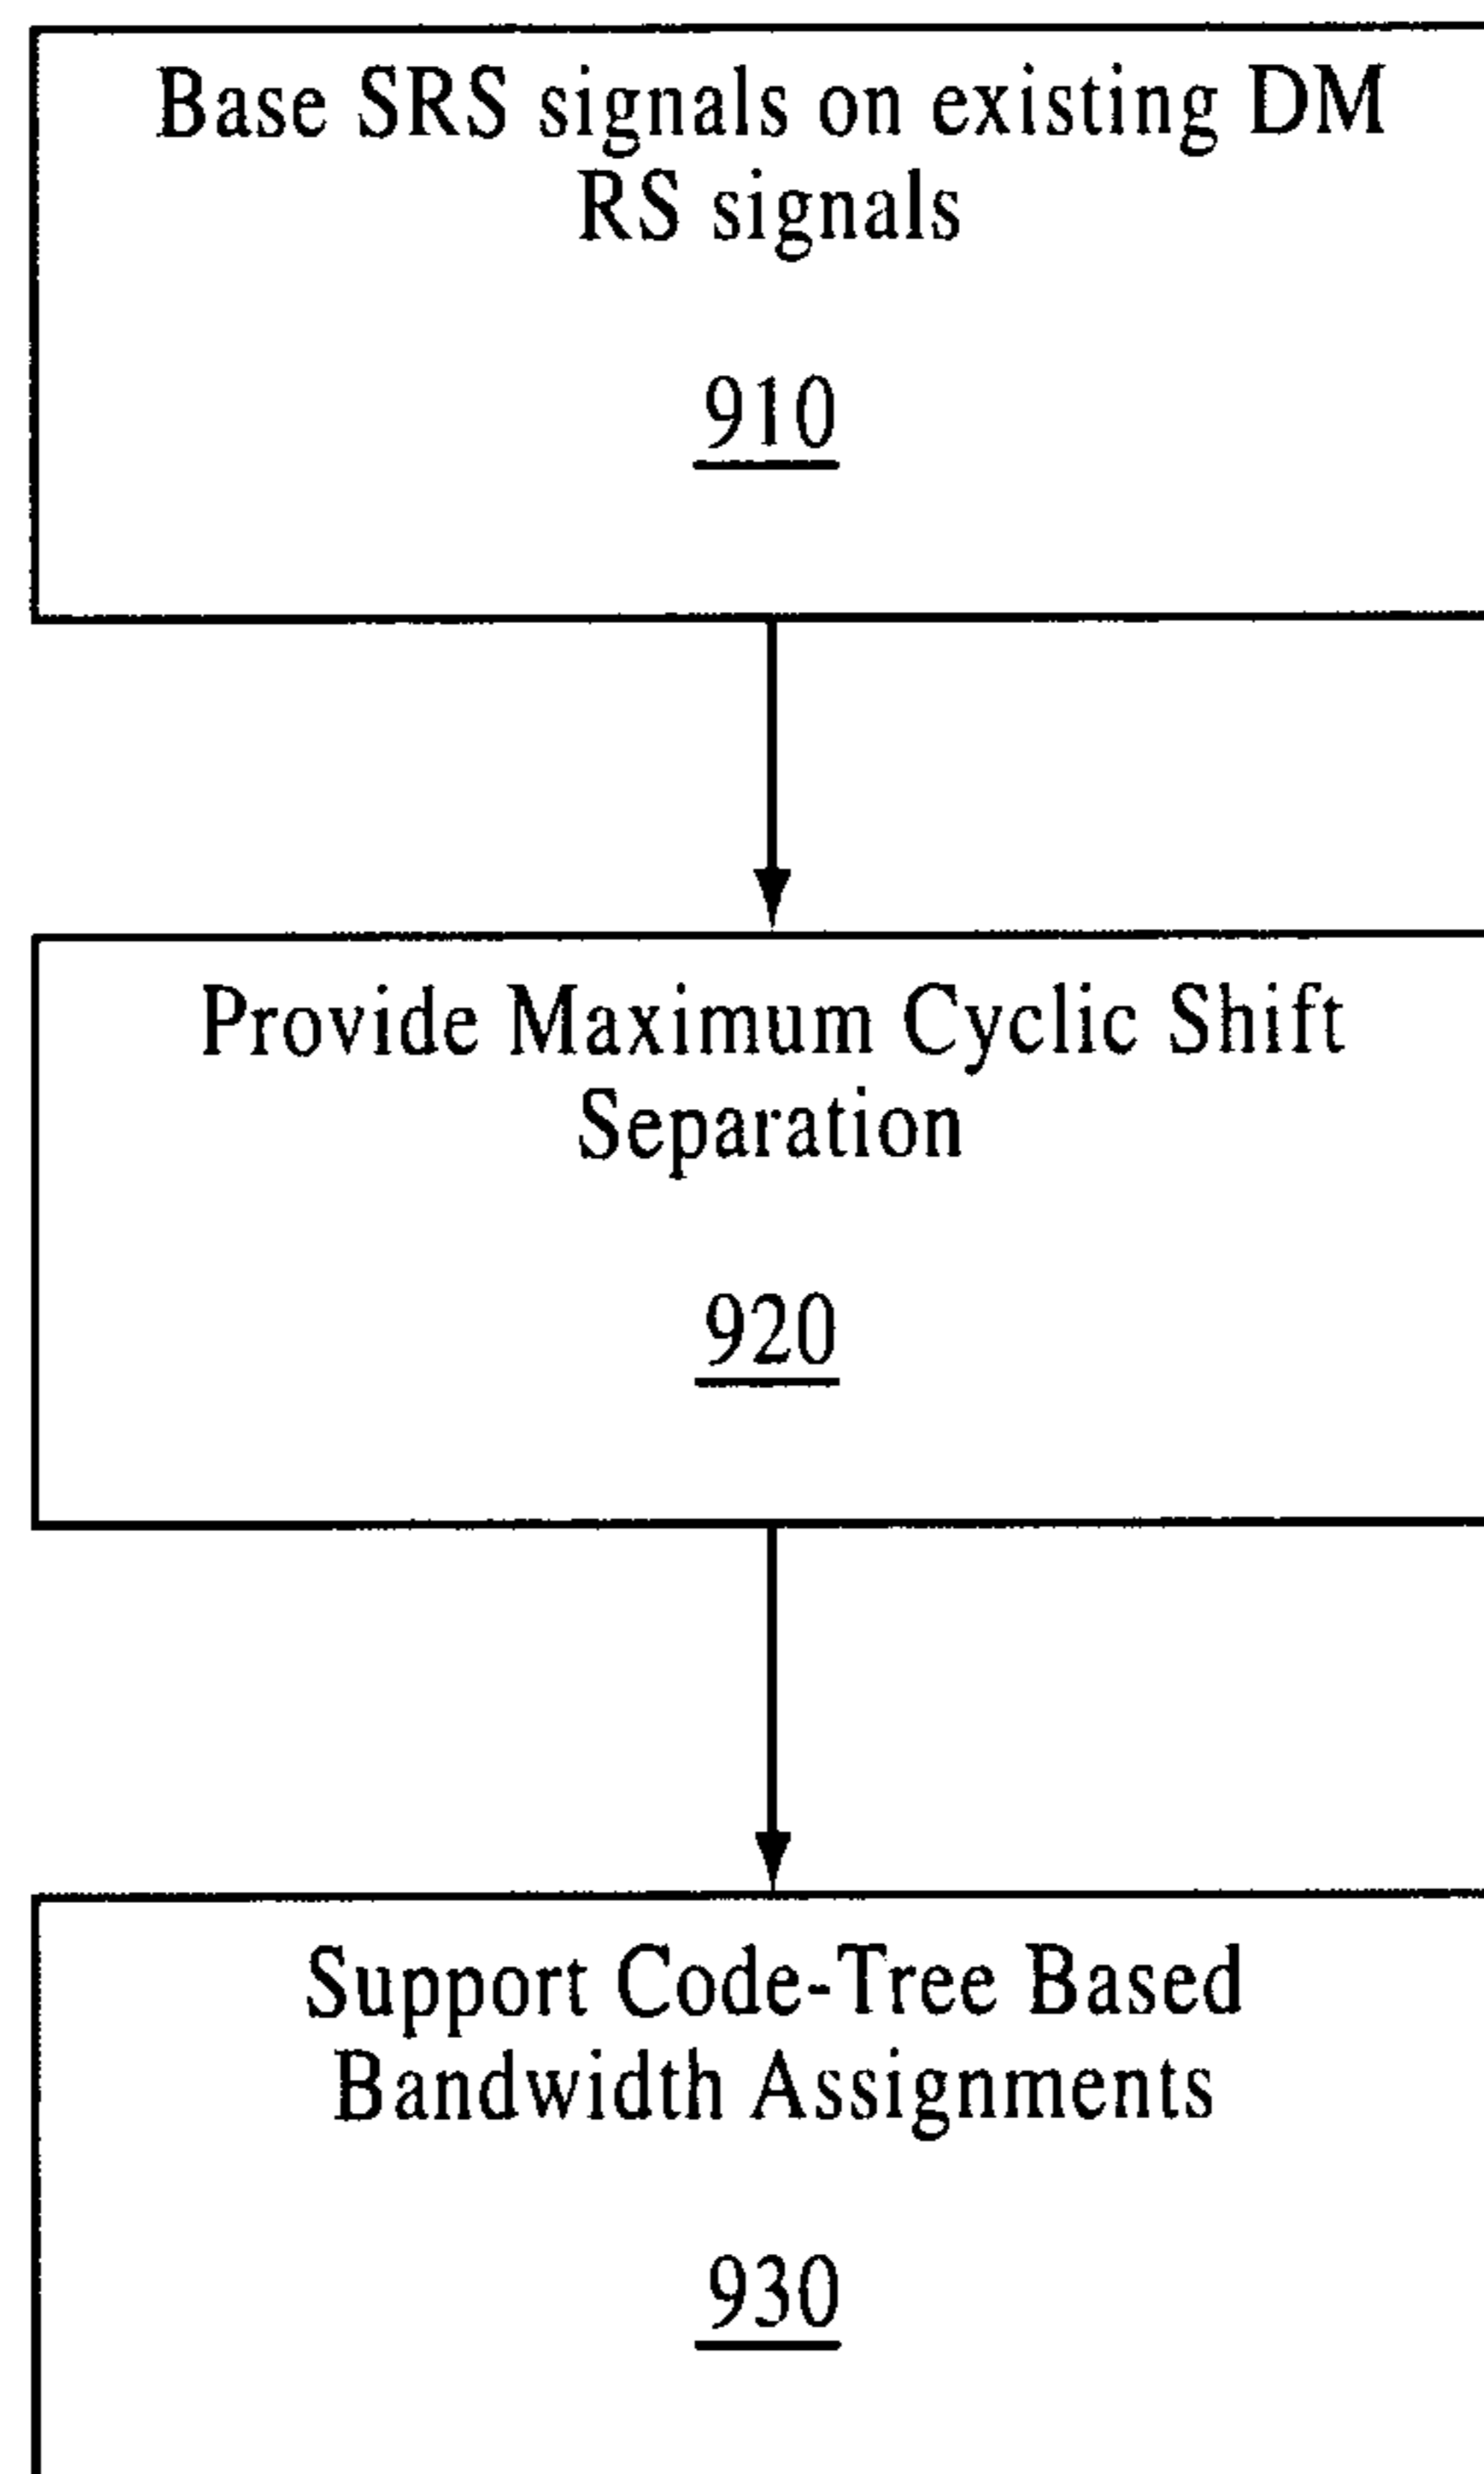 Base SRS signals on existing DM
RS signals
910
Provide Maximum Cyclic Shift
Separation
920
Support Code-Tree Based
Bandwidth Assignments
930